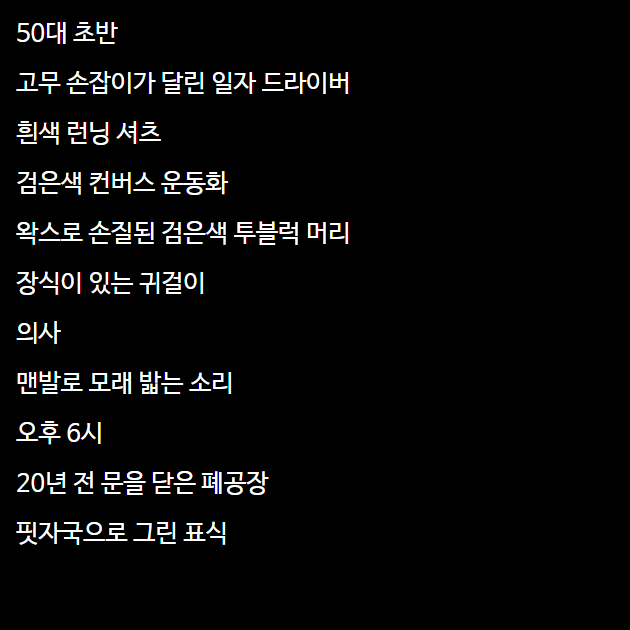 50대 초반
고무 손잡이가 달린 일자 드라이버
흰색 런닝 셔츠
검은색 컨버스 운동화
왁스로 손질된 검은색 투블럭 머리
장식이 있는 귀걸이
의사
맨발로 모래 밟는 소리
오후 6시
20년 전 문을 닫은 폐공장
핏자국으로 그린 표식